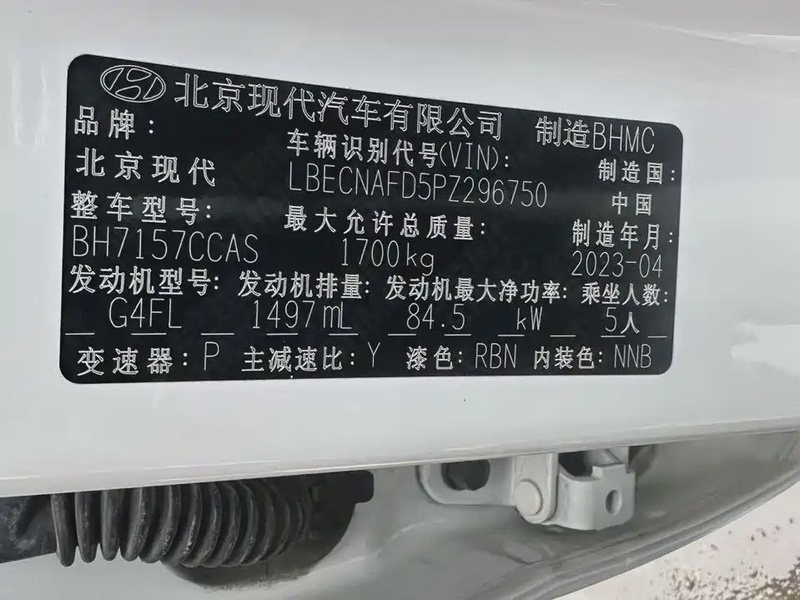 北京现代汽车有限公司 制造BHMC
品牌: 车辆识别代号(VIN): 制造国:
北京现代 LBECNAFD5PZ296750 中国
整车型号: 最大允许总质量: 制造年月:
BH7157CCAS 1700kg 2023-04
发动机型号: 发动机排量: 发动机最大净功率: 乘坐人数:
G4FL 1497mL 84.5 kW 5人
变速器: P 主减速比: Y 漆色: RBN 内装色: NNB